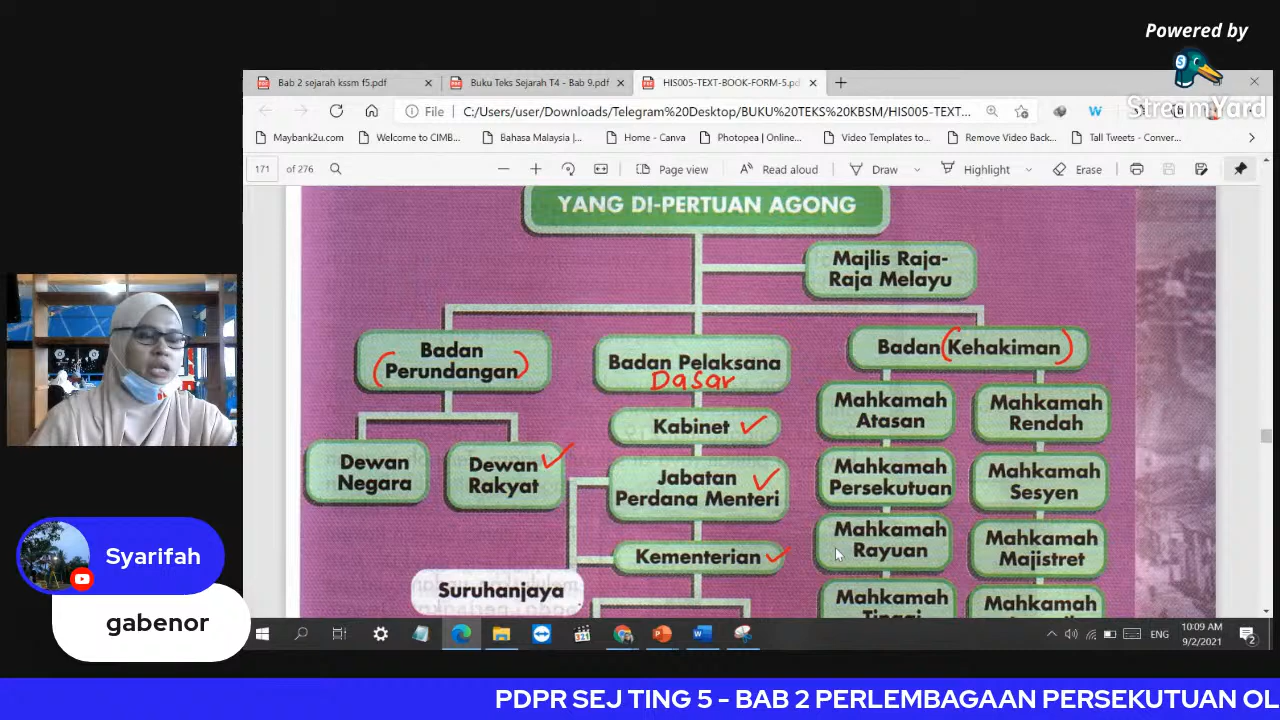 Powered by
StreamYard
Bab 2 sejarah kssm f5.pdf
Buku Teks Sejarah T4 - Bab 9.pdf
HIS005-TEXT-BOOK-FORM-5.pd
File
C:/Users/user/Downloads/Telegram%20Desktop/BUKU%20TEKS%20KBSM/HIS005-TEXT...
Maybank2u.com
Welcome to CIMB...
Bahasa Malaysia |...
Home - Canva
Photopea | Online...
Video Templates to...
Remove Video Back...
Tall Tweets - Conver...
171 of 276
Page view
Read aloud
Draw
Highlight
Erase
YANG DI-PERTUAN AGONG
Majlis Raja-
Raja Melayu
Badan
Perundangan
Badan Pelaksana
Dasar
Badan (Kehakiman)
Dewan
Negara
Dewan
Rakyat
Kabinet
Jabatan
Perdana Menteri
Kementerian
Suruhanjaya
Mahkamah
Atasan
Mahkamah
Persekutuan
Mahkamah
Rayuan
Mahkamah
Tinggi
Mahkamah
Rendah
Mahkamah
Sesyen
Mahkamah
Majistret
Mahkamah
Syarifah
gabenor
ENG
10:09 AM
9/2/2021
2
PDPR SEJ TING 5 - BAB 2 PERLEMBAGAAN PERSEKUTUAN OL